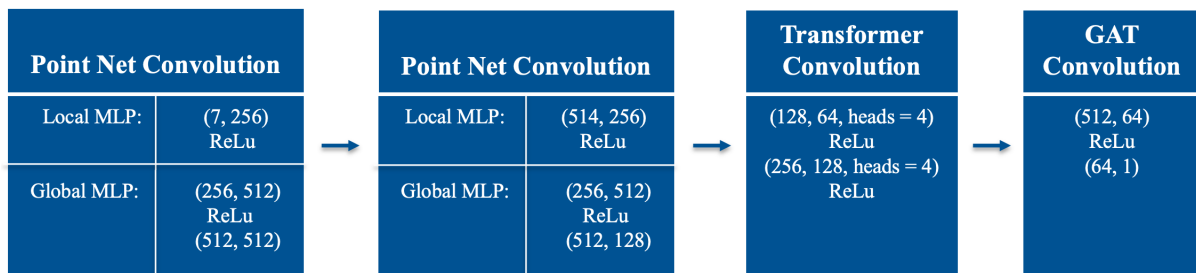 Point Net Convolution
Local MLP:
(7, 256)
ReLu
Global MLP:
(256, 512)
ReLu
(512, 512)
Point Net Convolution
Local MLP:
(514, 256)
ReLu
Global MLP:
(256, 512)
ReLu
(512, 128)
Transformer
Convolution
(128, 64, heads = 4)
ReLu
(256, 128, heads = 4)
ReLu
GAT
Convolution
(512, 64)
ReLu
(64, 1)